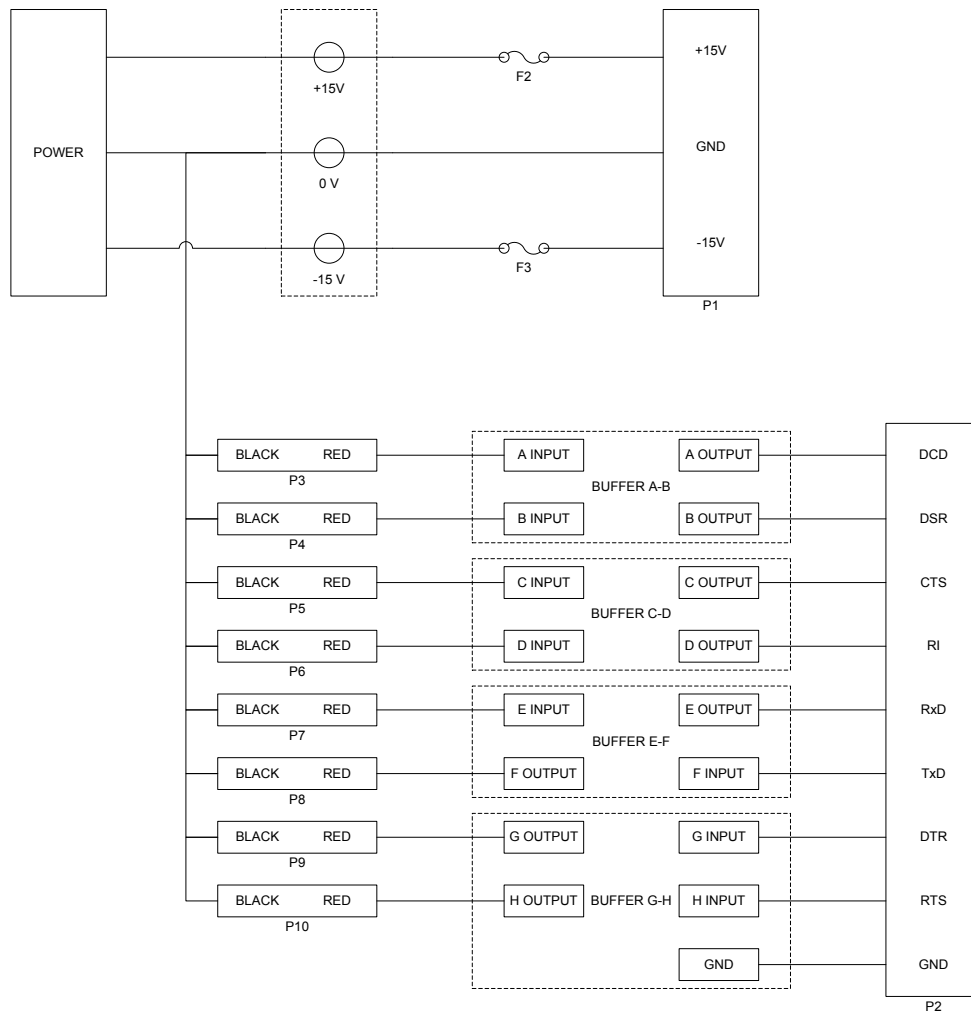 POWER
+15V
0 V
-15 V
F2
F3
+15V
GND
-15V
P1
BLACK RED
P3
A INPUT
A OUTPUT
BUFFER A-B
DCD
BLACK RED
P4
B INPUT
B OUTPUT
DSR
BLACK RED
P5
C INPUT
C OUTPUT
BUFFER C-D
CTS
BLACK RED
P6
D INPUT
D OUTPUT
RI
BLACK RED
P7
E INPUT
E OUTPUT
BUFFER E-F
RxD
BLACK RED
P8
F OUTPUT
F INPUT
TxD
BLACK RED
P9
G OUTPUT
G INPUT
DTR
BLACK RED
P10
H OUTPUT
BUFFER G-H
H INPUT
RTS
GND
GND
P2